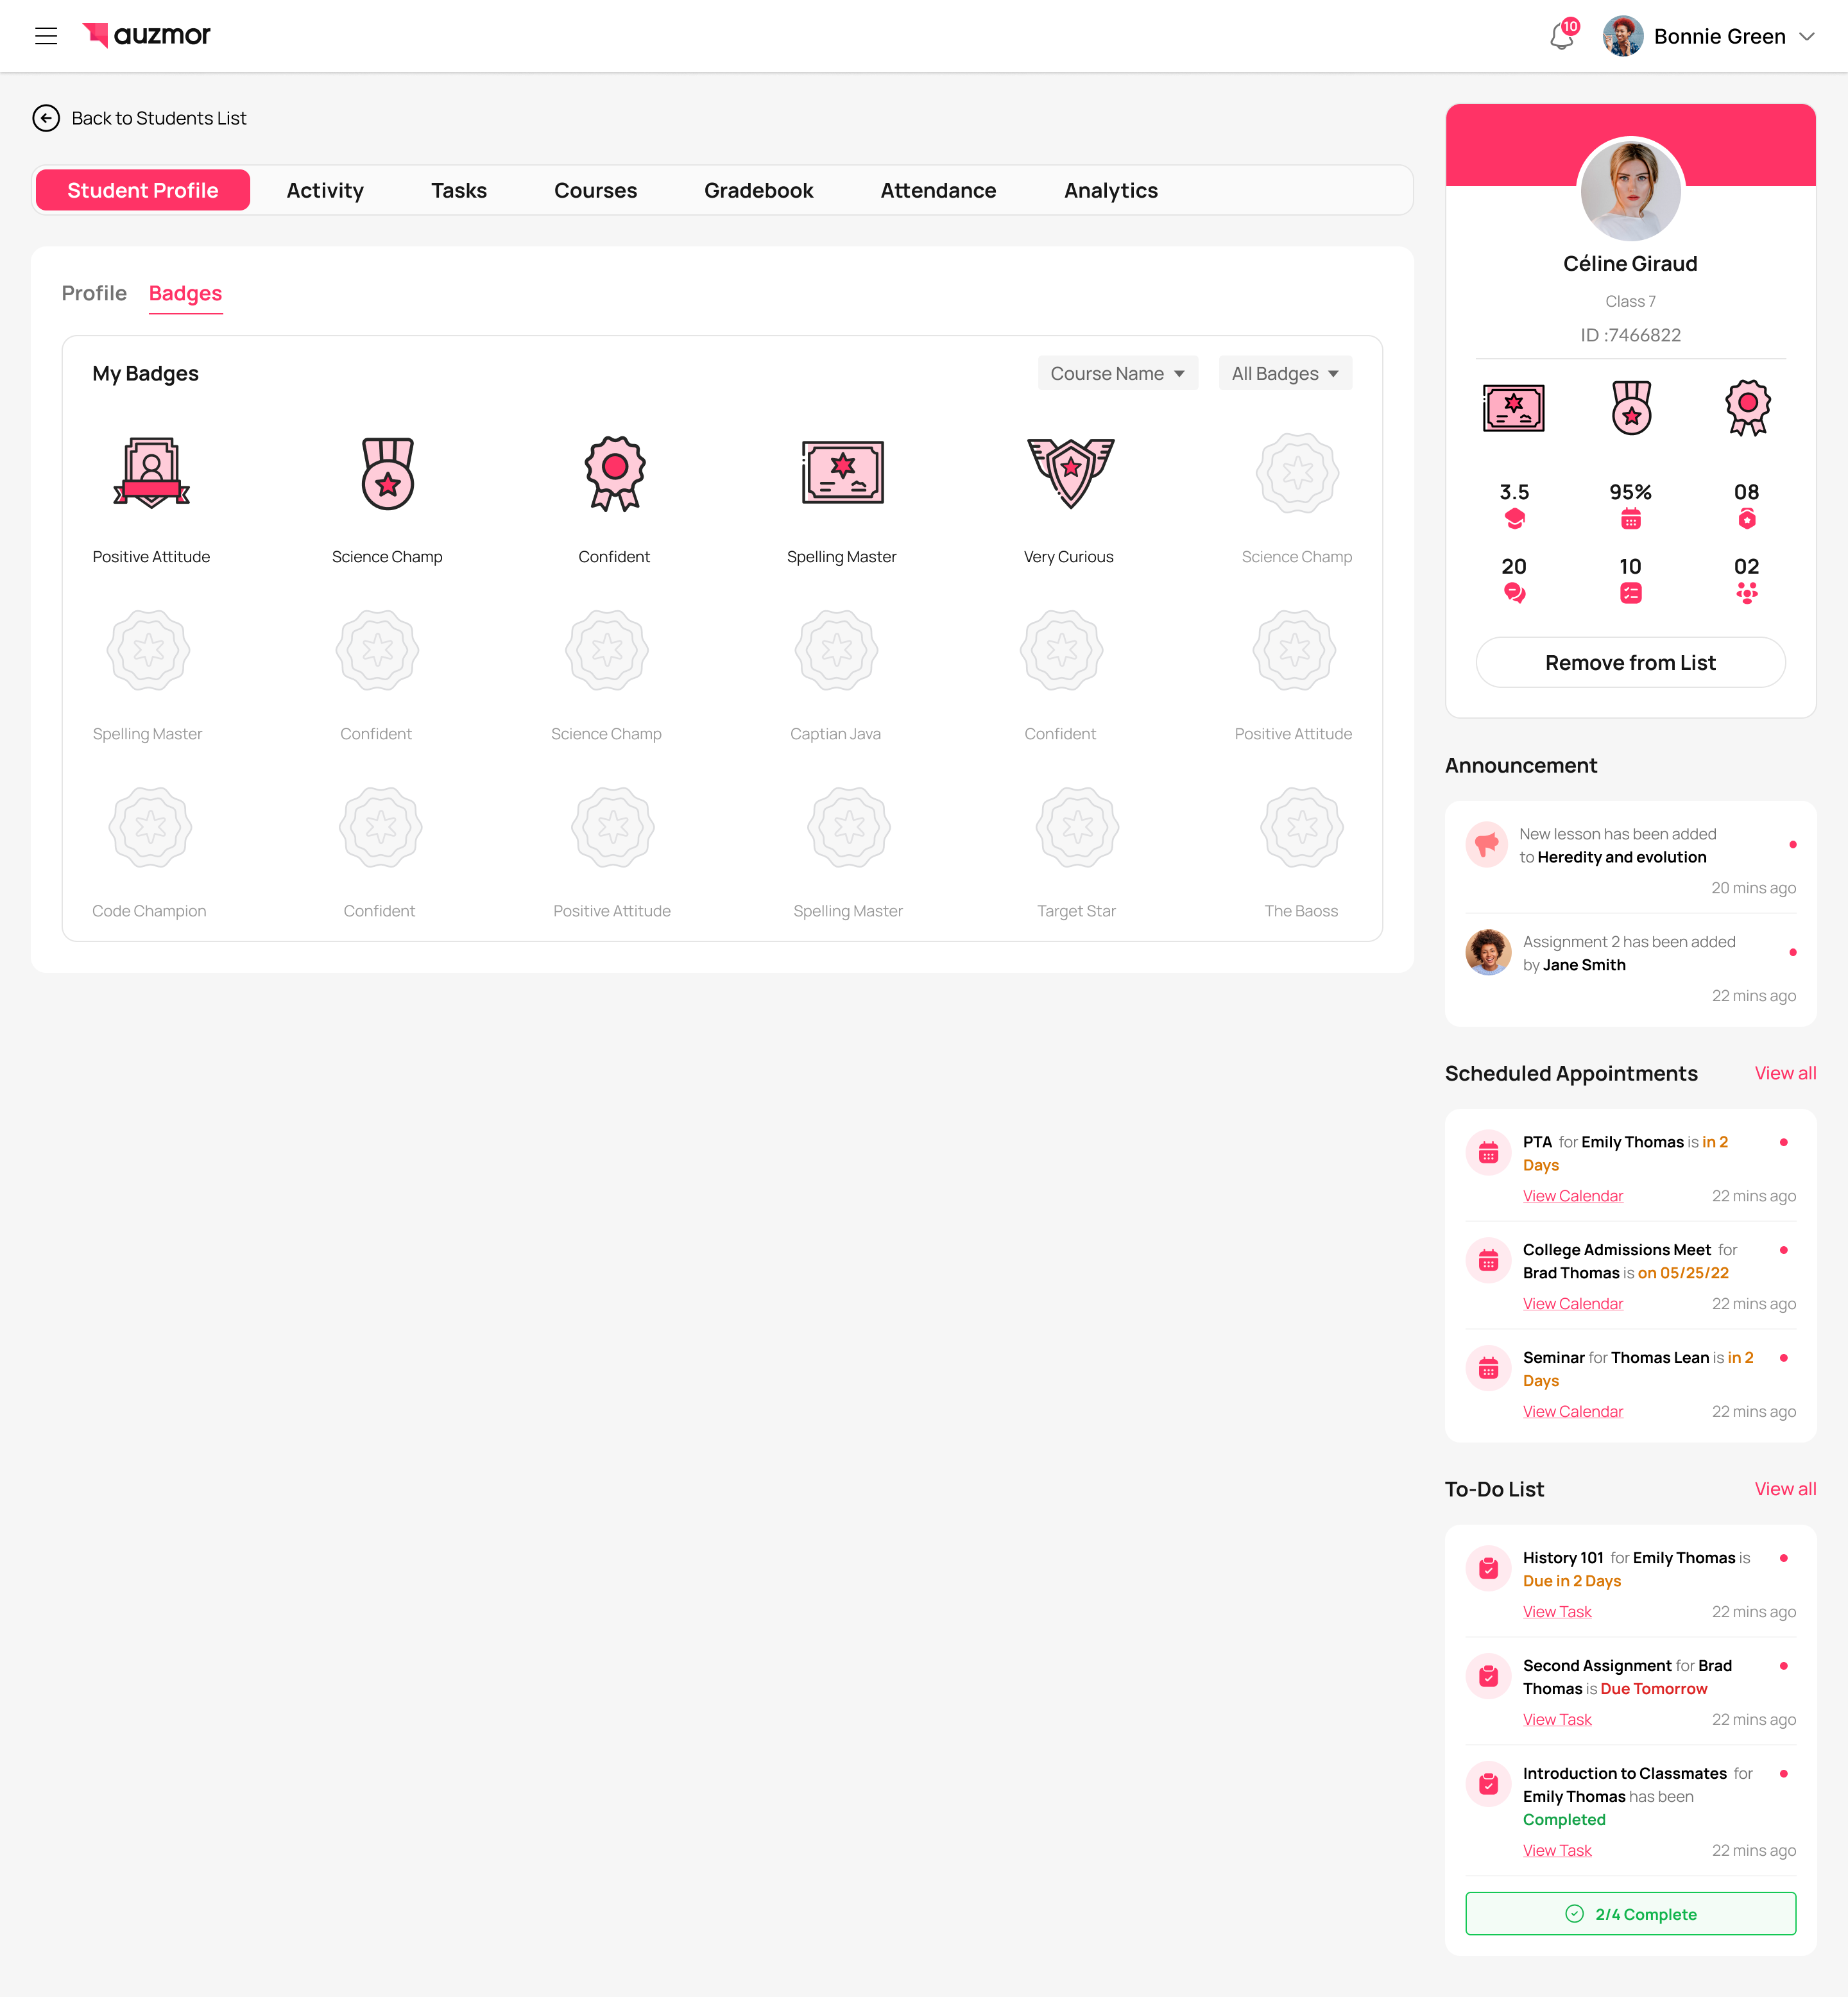 auzmor
10
Bonnie Green
Back to Students List
Student Profile
Activity
Tasks
Courses
Gradebook
Attendance
Analytics
Profile
Badges
My Badges
Course Name
All Badges
Positive Attitude
Science Champ
Confident
Spelling Master
Very Curious
Science Champ
Spelling Master
Confident
Science Champ
Captian Java
Confident
Positive Attitude
Code Champion
Confident
Positive Attitude
Spelling Master
Target Star
The Baoss
Céline Giraud
Class 7
ID :7466822
3.5
95%
08
20
10
02
Remove from List
Announcement
New lesson has been added
to Heredity and evolution
20 mins ago
Assignment 2 has been added
by Jane Smith
22 mins ago
Scheduled Appointments
View all
PTA for Emily Thomas is in 2
Days
View Calendar
22 mins ago
College Admissions Meet for
Brad Thomas is on 05/25/22
View Calendar
22 mins ago
Seminar for Thomas Lean is in 2
Days
View Calendar
22 mins ago
To-Do List
View all
History 101 for Emily Thomas is
Due in 2 Days
View Task
22 mins ago
Second Assignment for Brad
Thomas is Due Tomorrow
View Task
22 mins ago
Introduction to Classmates for
Emily Thomas has been
Completed
View Task
22 mins ago
2/4 Complete